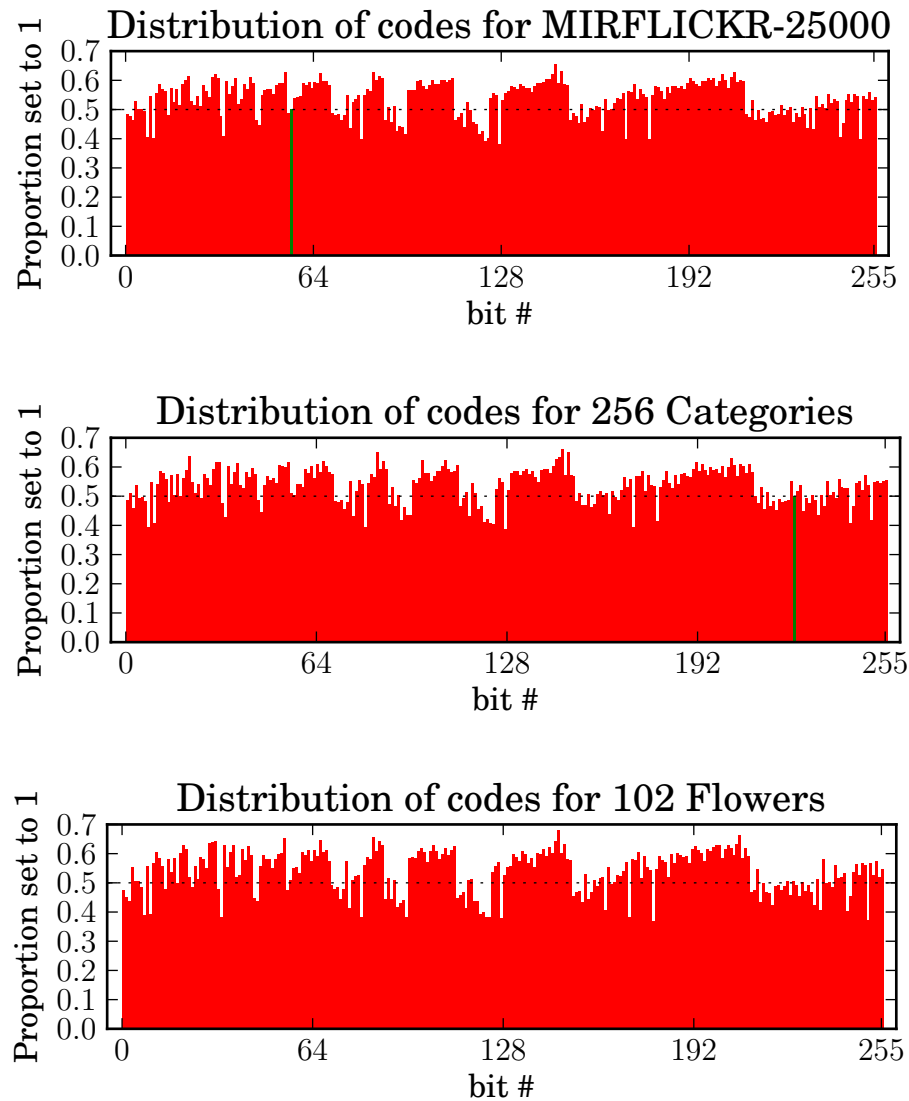 Distribution of codes for MIRFLICKR-25000
Proportion set to 1
0.7
0.6
0.5
0.4
0.3
0.2
0.1
0.0
0 64 128 192 255
bit #
Distribution of codes for 256 Categories
Proportion set to 1
0.7
0.6
0.5
0.4
0.3
0.2
0.1
0.0
0 64 128 192 255
bit #
Distribution of codes for 102 Flowers
Proportion set to 1
0.7
0.6
0.5
0.4
0.3
0.2
0.1
0.0
0 64 128 192 255
bit #